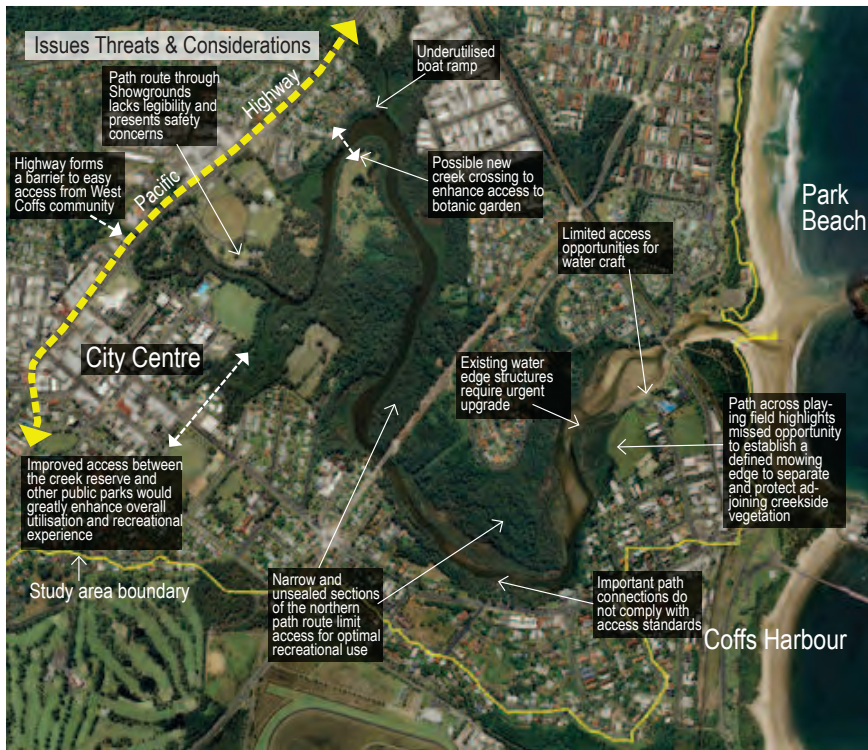 Issues Threats & Considerations
Path route through
Showgrounds
lacks legibility and
presents safety
concerns
Highway
Pacific
Underutilised
boat ramp
Highway forms
a barrier to easy
access from West
Coffs community
Possible new
creek crossing to
enhance access to
botanic garden
Park
Beach
Limited access
opportunities for
water craft
City Centre
Existing water
edge structures
require urgent
upgrade
Path across play-
ing field highlights
missed opportunity
to establish a
defined mowing
edge to separate
and protect ad-
joining creekside
vegetation
Improved access between
the creek reserve and
other public parks would
greatly enhance overall
utilisation and recreational
experience
Study area boundary
Narrow and
unsealed sections
of the northern
path route limit
access for optimal
recreational use
Important path
connections do
not comply with
access standards
Coffs Harbour